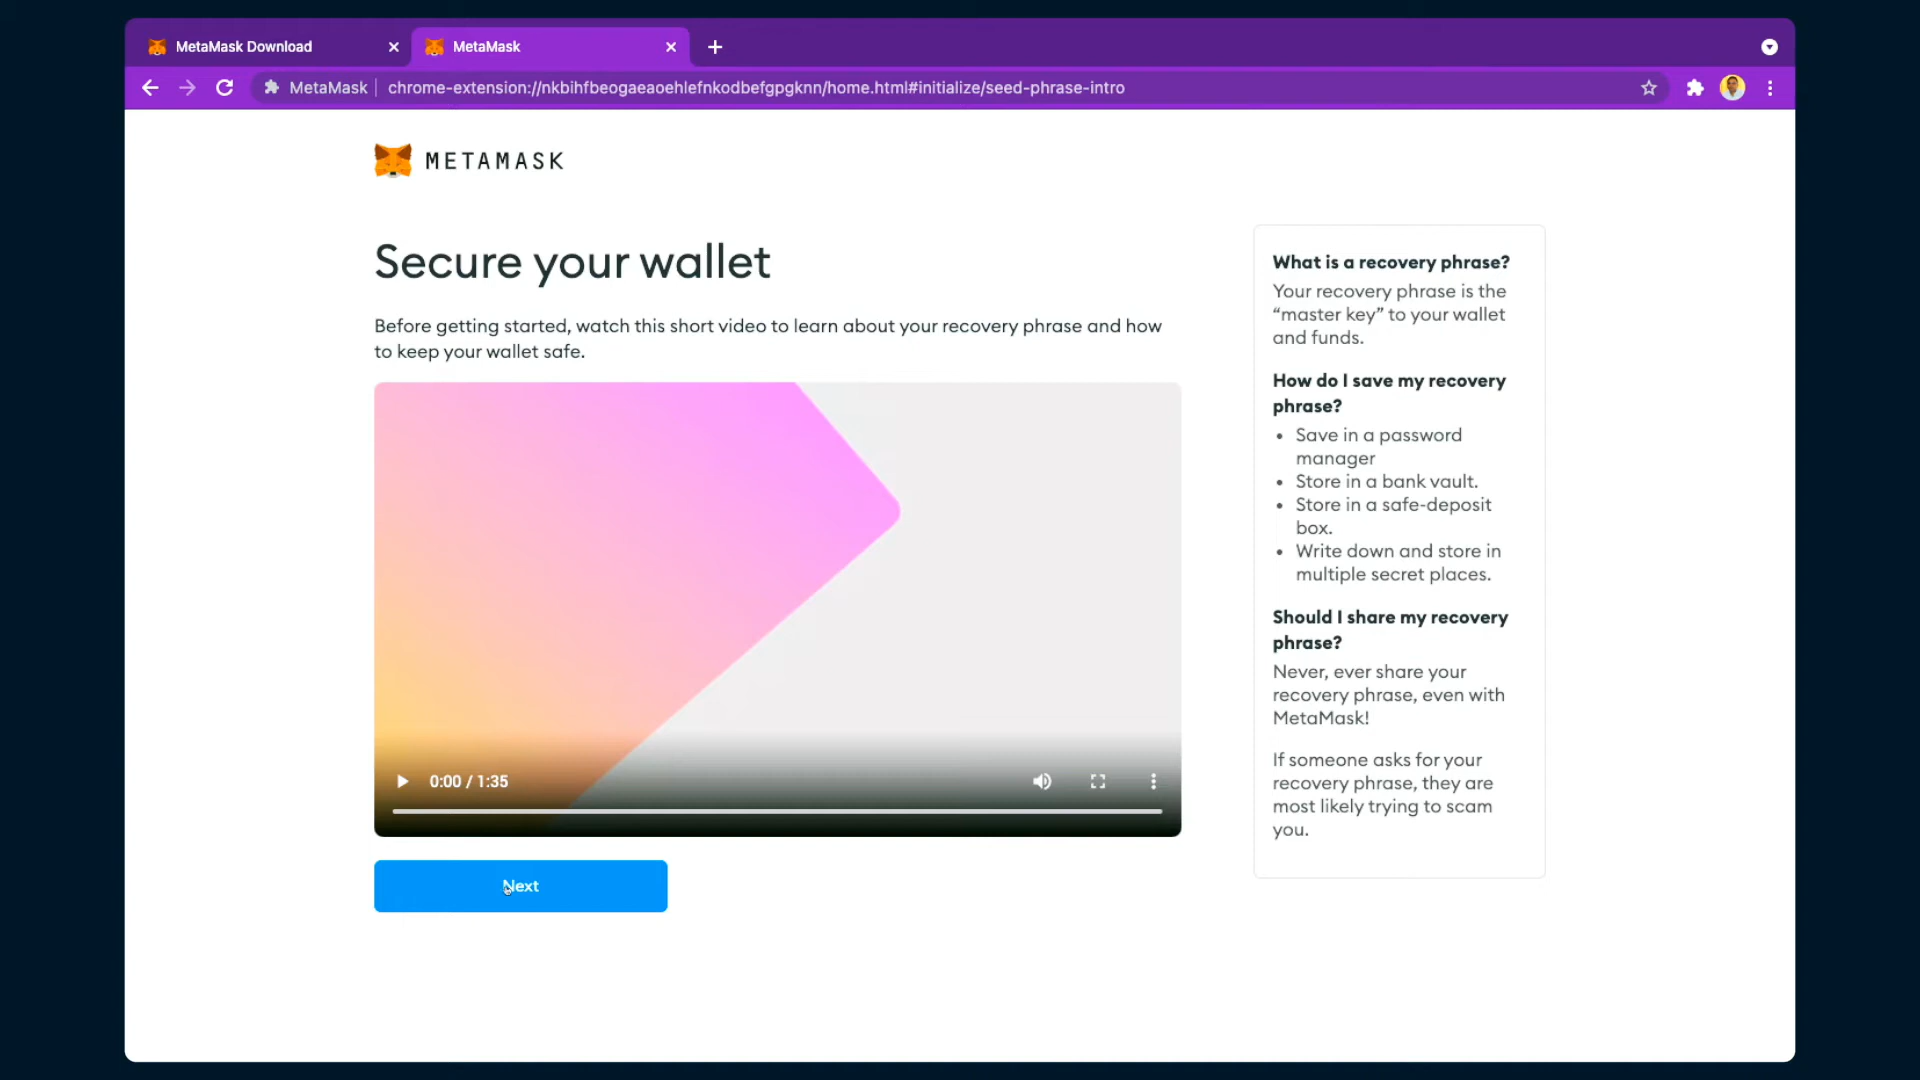 MetaMask Download
MetaMask
MetaMask
chrome-extension://nkbihfbeogaeaoehlefnkodbefgpgknn/home.html#initialize/seed-phrase-intro
METAMASK
Secure your wallet
Before getting started, watch this short video to learn about your recovery phrase and how
to keep your wallet safe.
0:00 / 1:35
Next
What is a recovery phrase?
Your recovery phrase is the
“master key” to your wallet
and funds.
How do I save my recovery
phrase?
• Save in a password
manager
• Store in a bank vault.
• Store in a safe-deposit
box.
• Write down and store in
multiple secret places.
Should I share my recovery
phrase?
Never, ever share your
recovery phrase, even with
MetaMask!
If someone asks for your
recovery phrase, they are
most likely trying to scam
you.